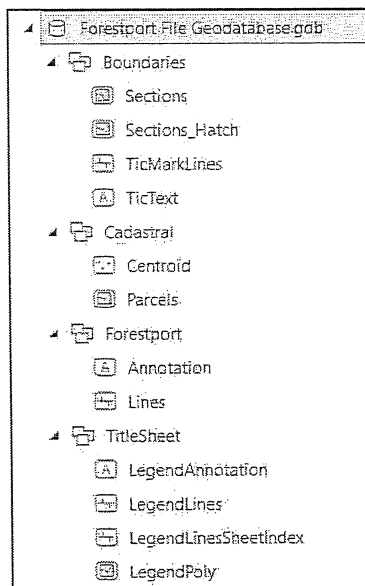 Forestport File Geodatabase.gdb
Boundaries
Sections
Sections_Hatch
TicMarkLines
TicText
Cadastral
Centroid
Parcels
Forestport
Annotation
Lines
TitleSheet
LegendAnnotation
LegendLines
LegendLinesSheetIndex
LegendPoly